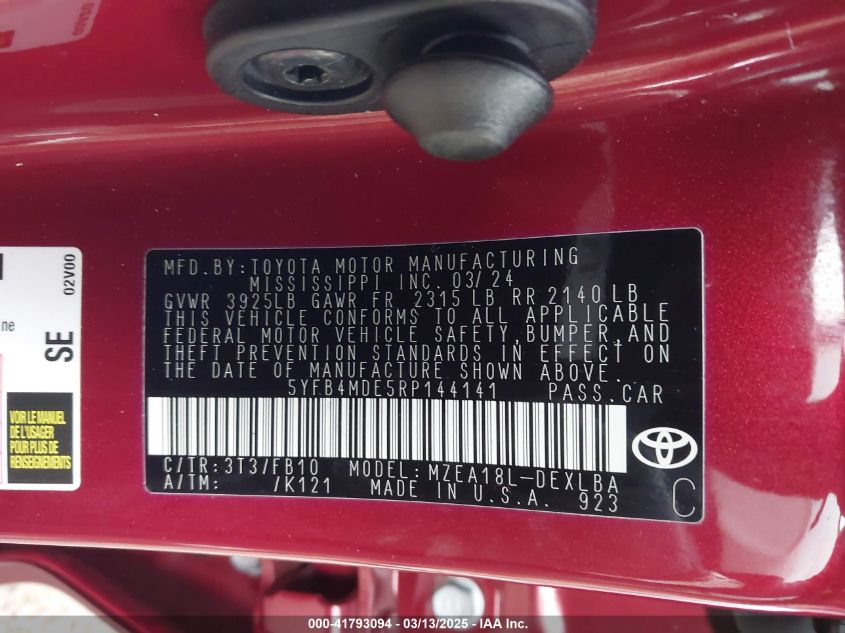 MFD. BY: TOYOTA MOTOR MANUFACTURING
MISSISSIPPI INC. 03/24
GVWR 3925LB GAWR FR 2315 LB RR 2140 LB
THIS VEHICLE CONFORMS TO ALL APPLICABLE
FEDERAL MOTOR VEHICLE SAFETY, BUMPER, AND
THEFT PREVENTION STANDARDS IN EFFECT ON
THE DATE OF MANUFACTURE SHOWN ABOVE.
5YFB4MDE5RP144141 PASS. CAR
C/TR: 3T3/FB10 MODEL: MZEA18L-DEXLBA
A/TM: /K121 MADE IN U.S.A. 923
C
02V00
SE
ne
VOIR LE MANUEL
DE L'USAGER
POUR PLUS DE
RENSEIGNEMENTS
000-41793094 - 03/13/2025 - IAA Inc.